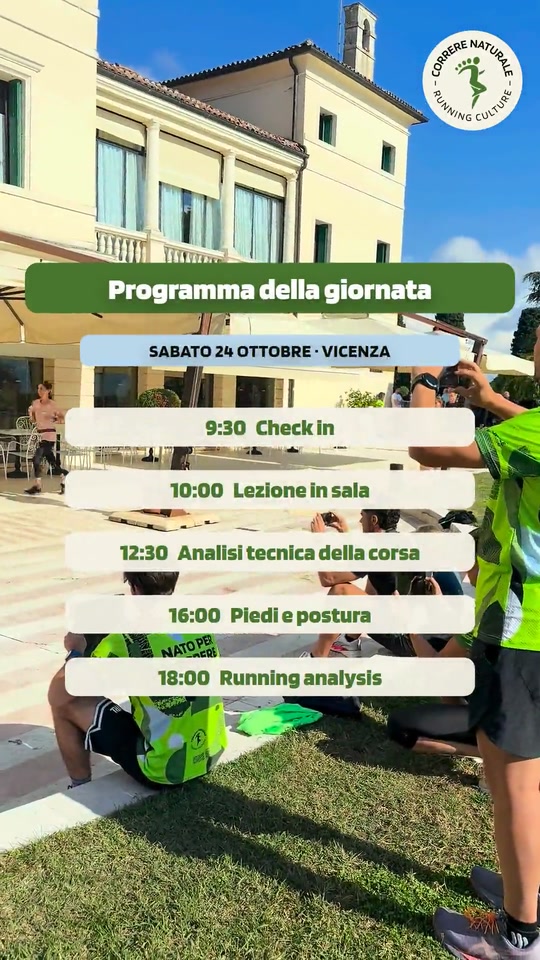 CORRERE NATURALE
RUNNING CULTURE
Programma della giornata
SABATO 24 OTTOBRE · VICENZA
9:30 Check in
10:00 Lezione in sala
12:30 Analisi tecnica della corsa
16:00 Piedi e postura
NATO PER
CORRERE
18:00 Running analysis